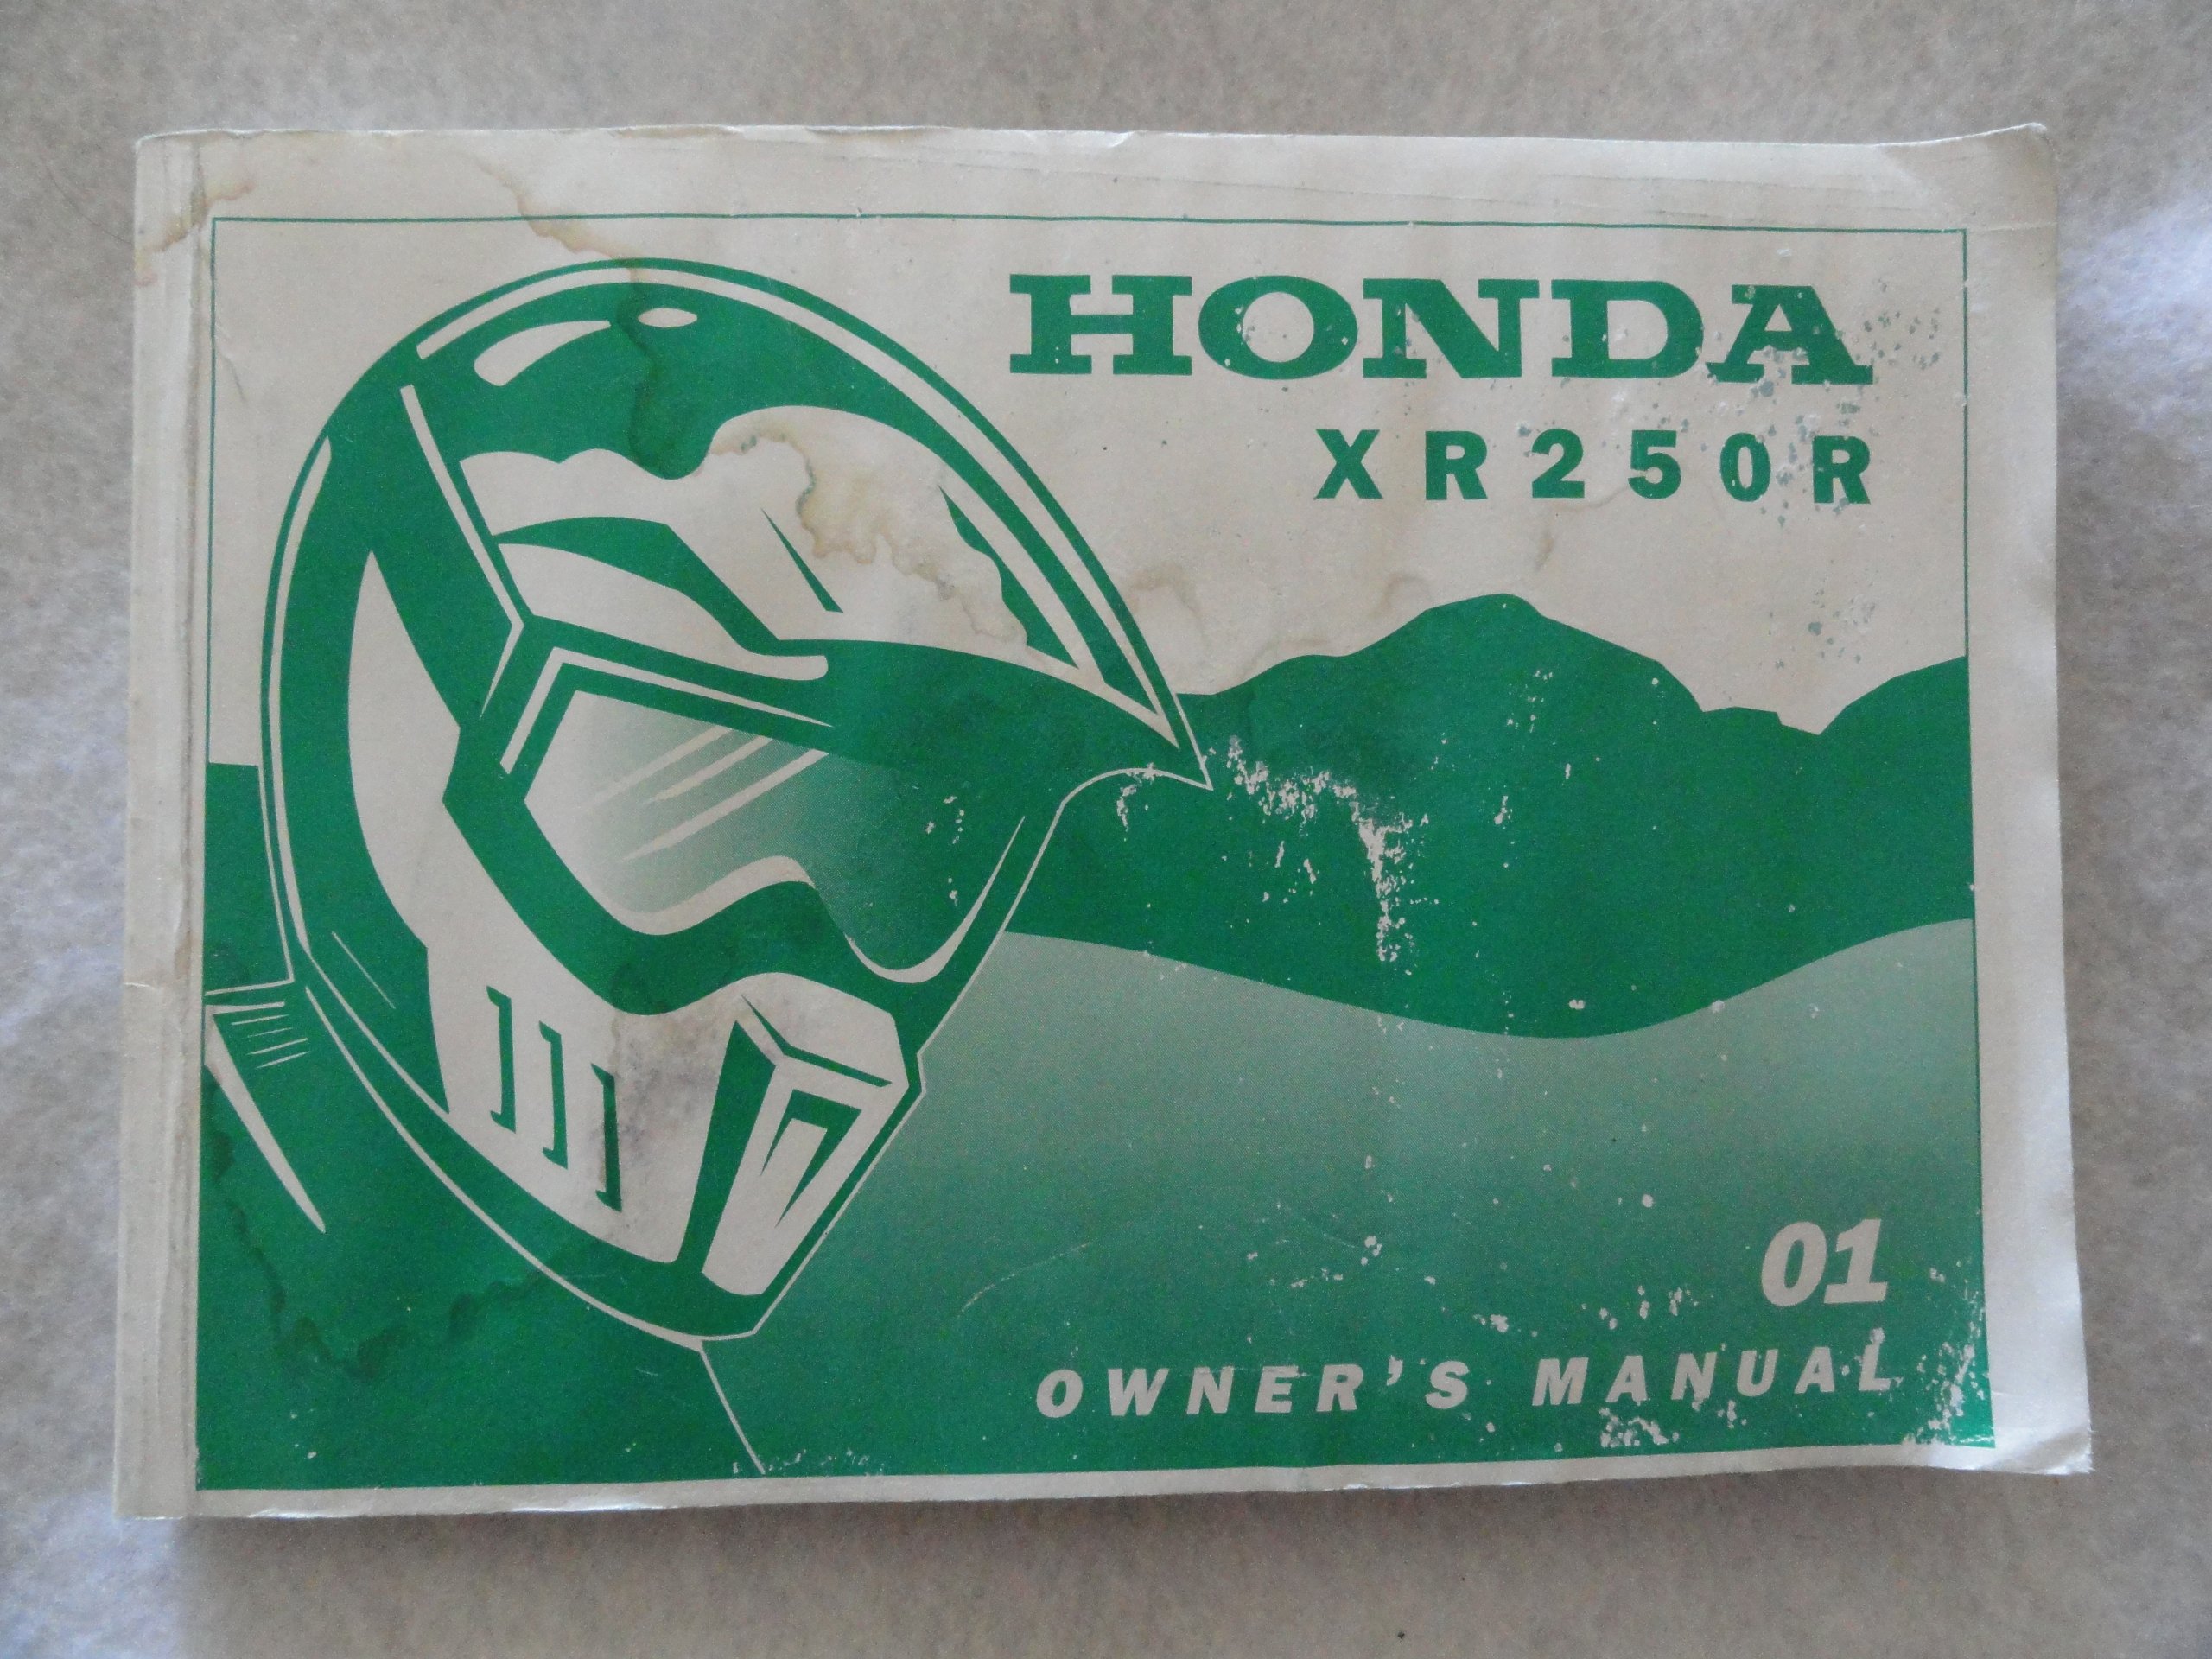 HONDA
XR250R
01
OWNER'S MANUAL